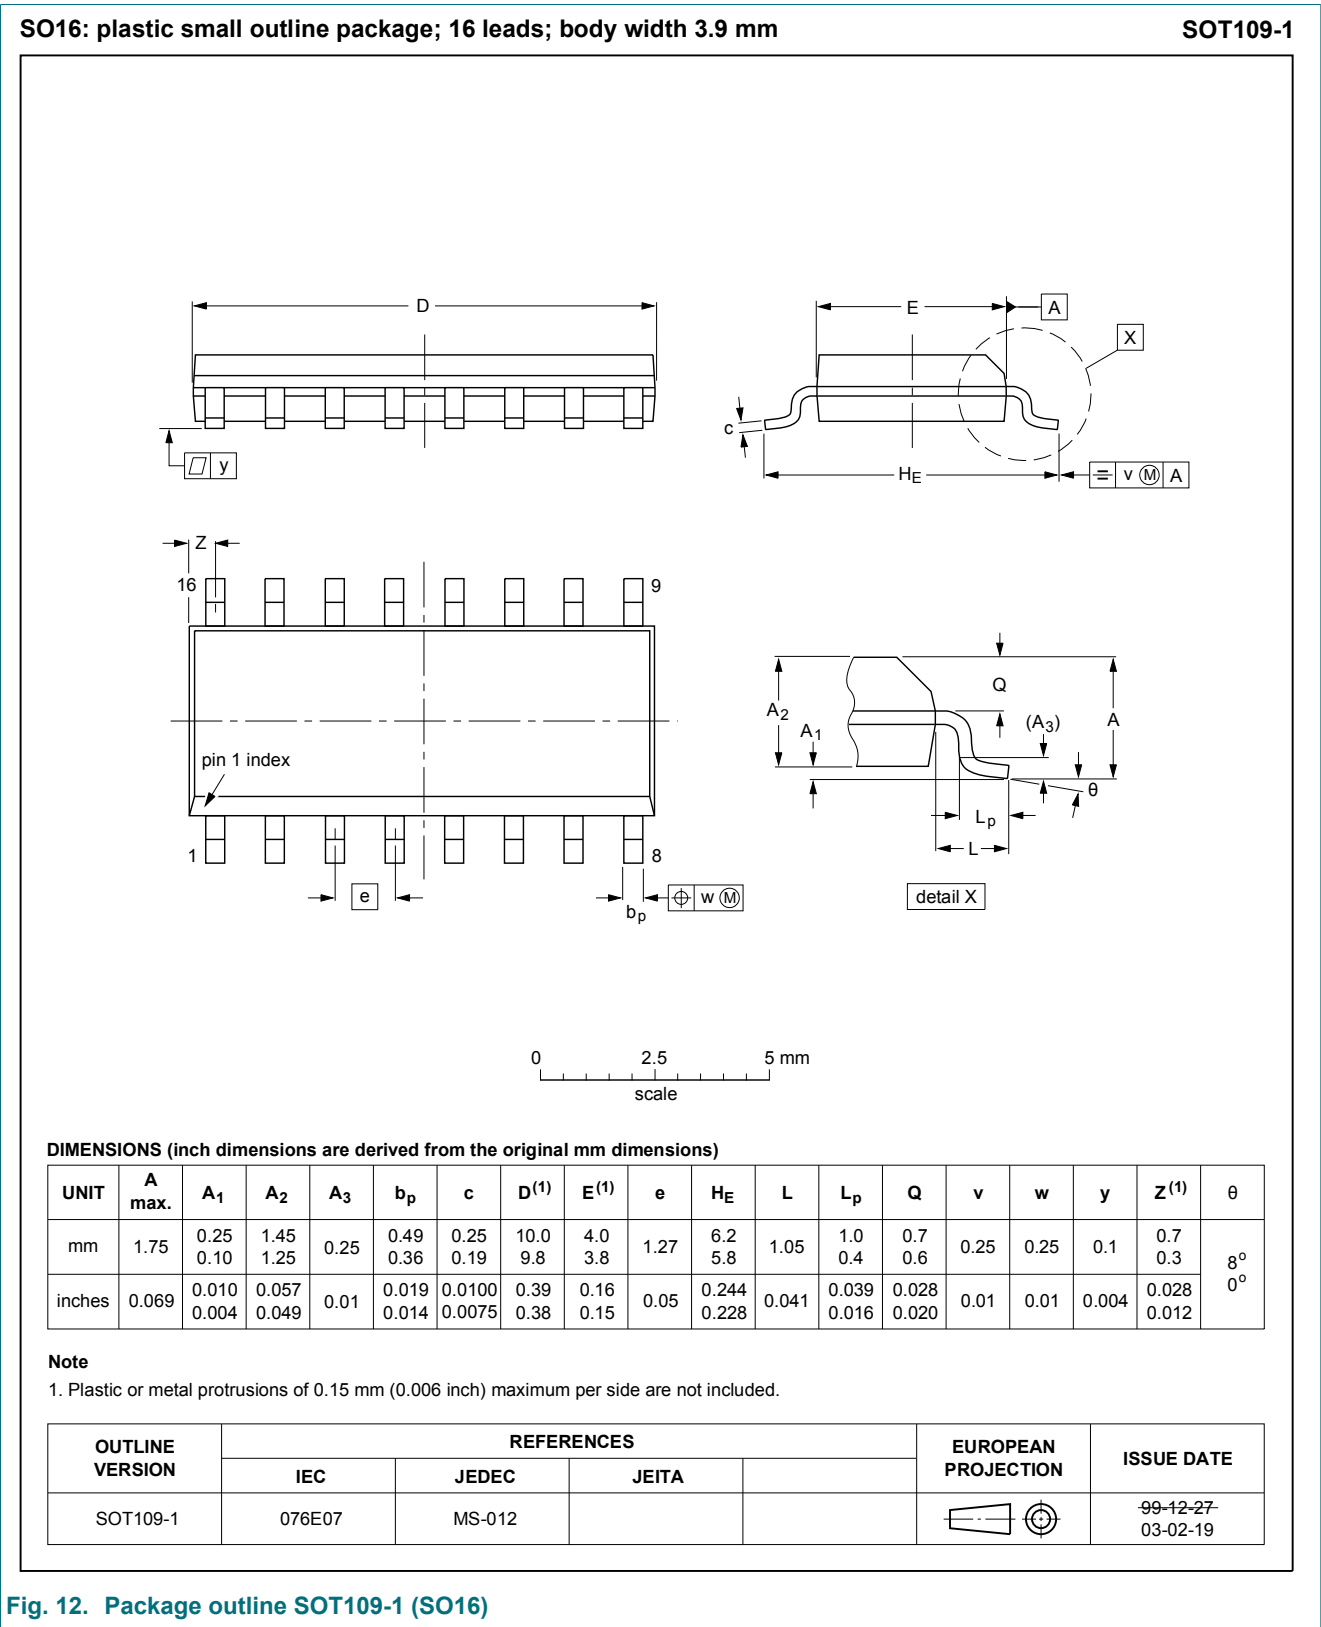 SO16: plastic small outline package; 16 leads; body width 3.9 mm SOT109-1
D
E A
X
c
y
HE v M A
Z
16 9
Q
A2
A1
(A3)
A
pin 1 index
θ
Lp
1 8
L
e
w M
bp
detail X
0 2.5 5 mm
scale
DIMENSIONS (inch dimensions are derived from the original mm dimensions)
UNIT A max. A1 A2 A3 bp c D(1) E(1) e HE L Lp Q v w y Z(1) θ
mm 1.75 0.25 0.10 1.45 1.25 0.25 0.49 0.36 0.25 0.19 10.0 9.8 4.0 3.8 1.27 6.2 5.8 1.05 1.0 0.4 0.7 0.6 0.25 0.25 0.1 0.7 0.3 8° 0°
inches 0.069 0.010 0.004 0.057 0.049 0.01 0.019 0.014 0.0100 0.0075 0.39 0.38 0.16 0.15 0.05 0.244 0.228 0.041 0.039 0.016 0.028 0.020 0.01 0.01 0.004 0.028 0.012
Note
1. Plastic or metal protrusions of 0.15 mm (0.006 inch) maximum per side are not included.
OUTLINE VERSION REFERENCES EUROPEAN PROJECTION ISSUE DATE
IEC JEDEC JEITA
SOT109-1 076E07 MS-012 99-12-27 03-02-19
Fig. 12. Package outline SOT109-1 (SO16)